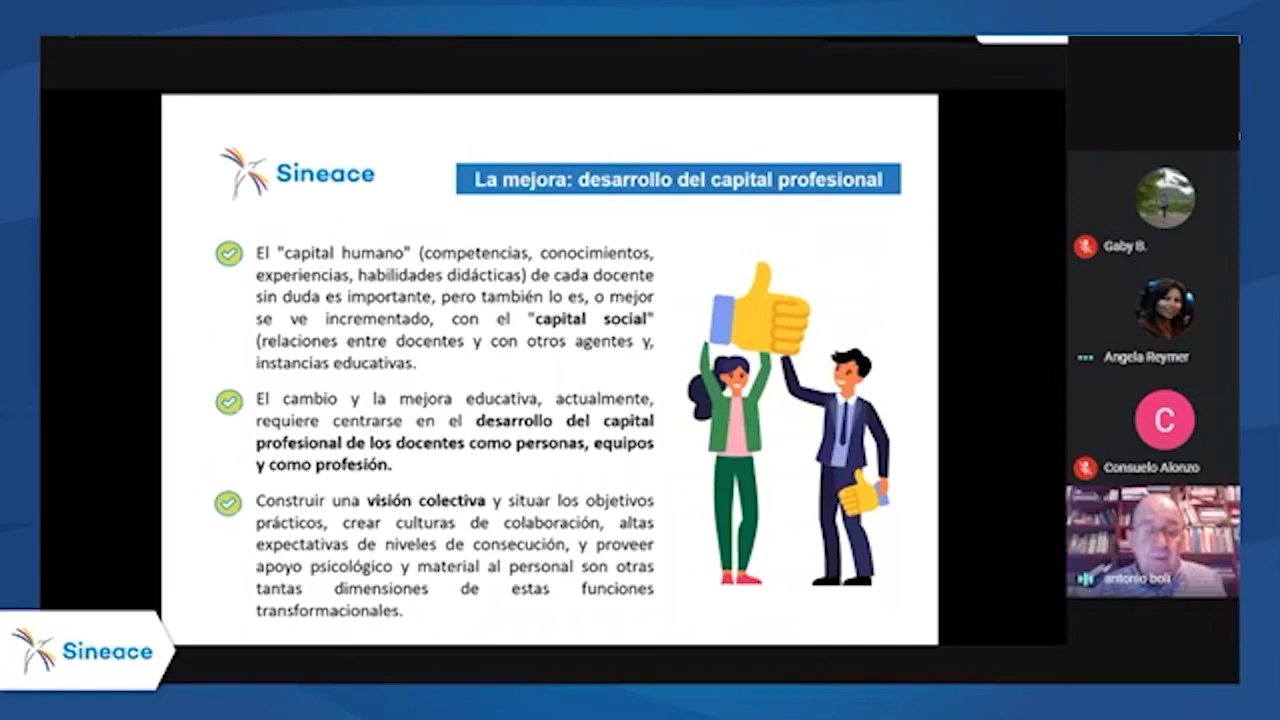 Sineace
La mejora: desarrollo del capital profesional
El "capital humano" (competencias, conocimientos,
experiencias, habilidades didácticas) de cada docente
sin duda es importante, pero también lo es, o mejor
se ve incrementado, con el "capital social"
(relaciones entre docentes y con otros agentes y,
instancias educativas.
El cambio y la mejora educativa, actualmente,
requiere centrarse en el desarrollo del capital
profesional de los docentes como personas, equipos
y como profesión.
Construir una visión colectiva y situar los objetivos
prácticos, crear culturas de colaboración, altas
expectativas de niveles de consecución, y proveer
apoyo psicológico y material al personal son otras
tantas dimensiones de estas funciones
transformacionales.
Gaby B.
Angela Reymer
C
Consuelo Alonzo
antonio boli
Sineace